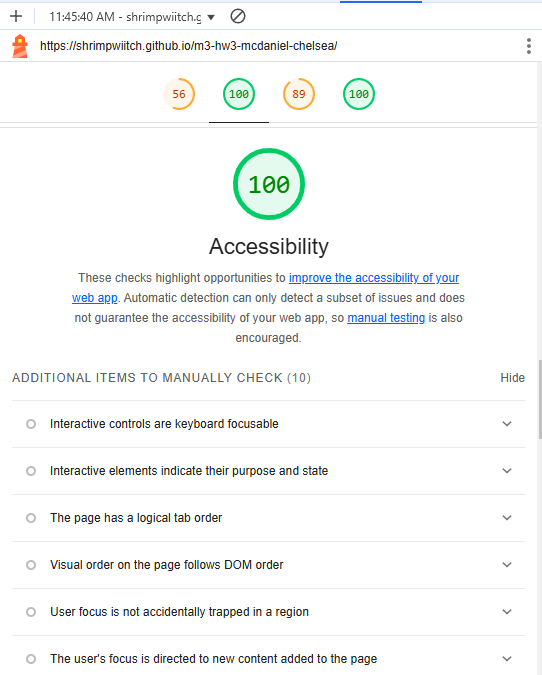 11:45:40 AM - shrimpwiitch.g
https://shrimpwiitch.github.io/m3-hw3-mcdaniel-chelsea/
56 100 89 100
100
Accessibility
These checks highlight opportunities to improve the accessibility of your
web app. Automatic detection can only detect a subset of issues and does
not guarantee the accessibility of your web app, so manual testing is also
encouraged.
ADDITIONAL ITEMS TO MANUALLY CHECK (10) Hide
Interactive controls are keyboard focusable
Interactive elements indicate their purpose and state
The page has a logical tab order
Visual order on the page follows DOM order
User focus is not accidentally trapped in a region
The user's focus is directed to new content added to the page